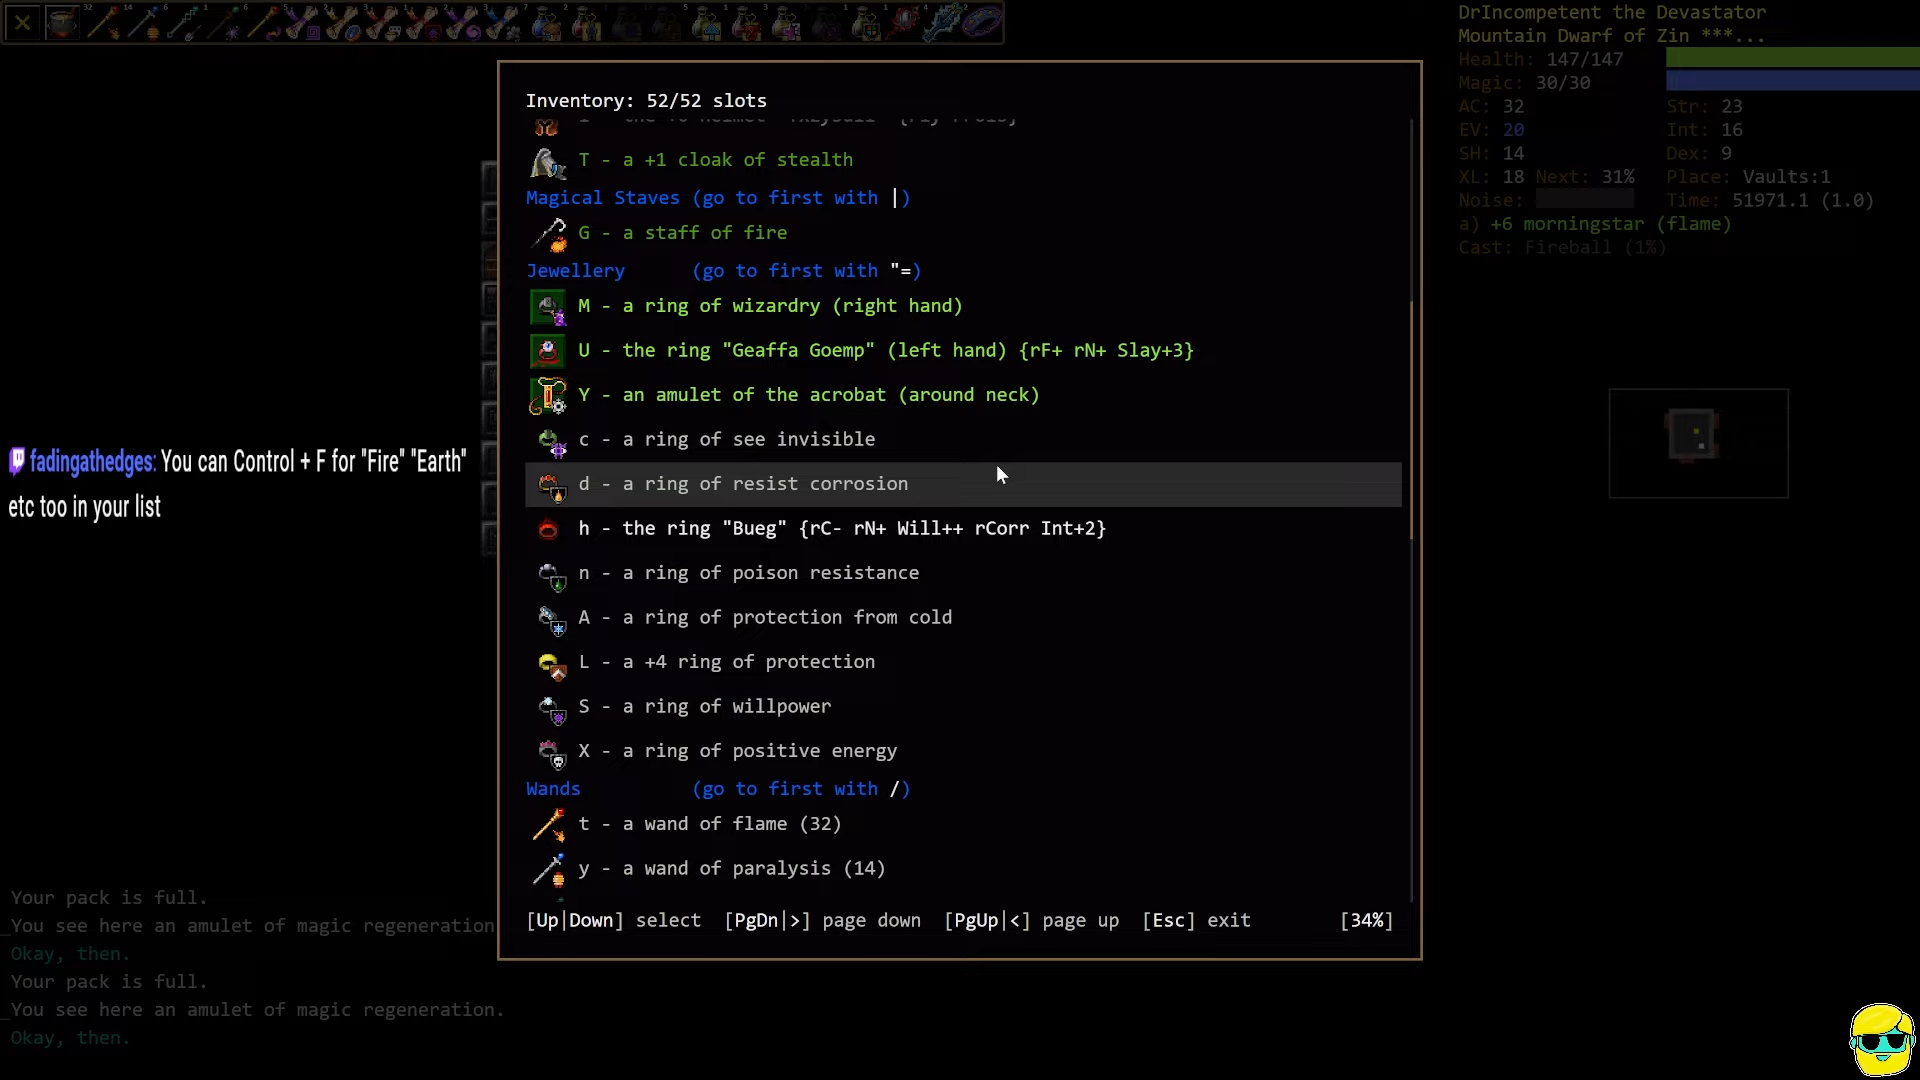 DrIncompetent the Devastator
Mountain Dwarf of Zin ***...
Health: 147/147
Magic: 30/30
AC: 32 Str: 23
EV: 20 Int: 16
SH: 14 Dex: 9
XL: 18 Next: 31% Place: Vaults:1
Noise: Time: 51971.1 (1.0)
a) +6 morningstar (flame)
Cast: Fireball (1%)
Inventory: 52/52 slots
T - a +1 cloak of stealth
Magical Staves (go to first with |)
G - a staff of fire
Jewellery (go to first with "=)
M - a ring of wizardry (right hand)
U - the ring "Geaffa Goemp" (left hand) {rF+ rN+ Slay+3}
Y - an amulet of the acrobat (around neck)
c - a ring of see invisible
d - a ring of resist corrosion
h - the ring "Bueg" {rC- rN+ Will++ rCorr Int+2}
n - a ring of poison resistance
A - a ring of protection from cold
L - a +4 ring of protection
S - a ring of willpower
X - a ring of positive energy
Wands (go to first with /)
t - a wand of flame (32)
y - a wand of paralysis (14)
[Up|Down] select [PgDn|>] page down [PgUp|<] page up [Esc] exit [34%]
fadingathedges: You can Control + F for "Fire" "Earth"
etc too in your list
Your pack is full.
_You see here an amulet of magic regeneration
Okay, then.
Your pack is full.
_You see here an amulet of magic regeneration.
Okay, then.